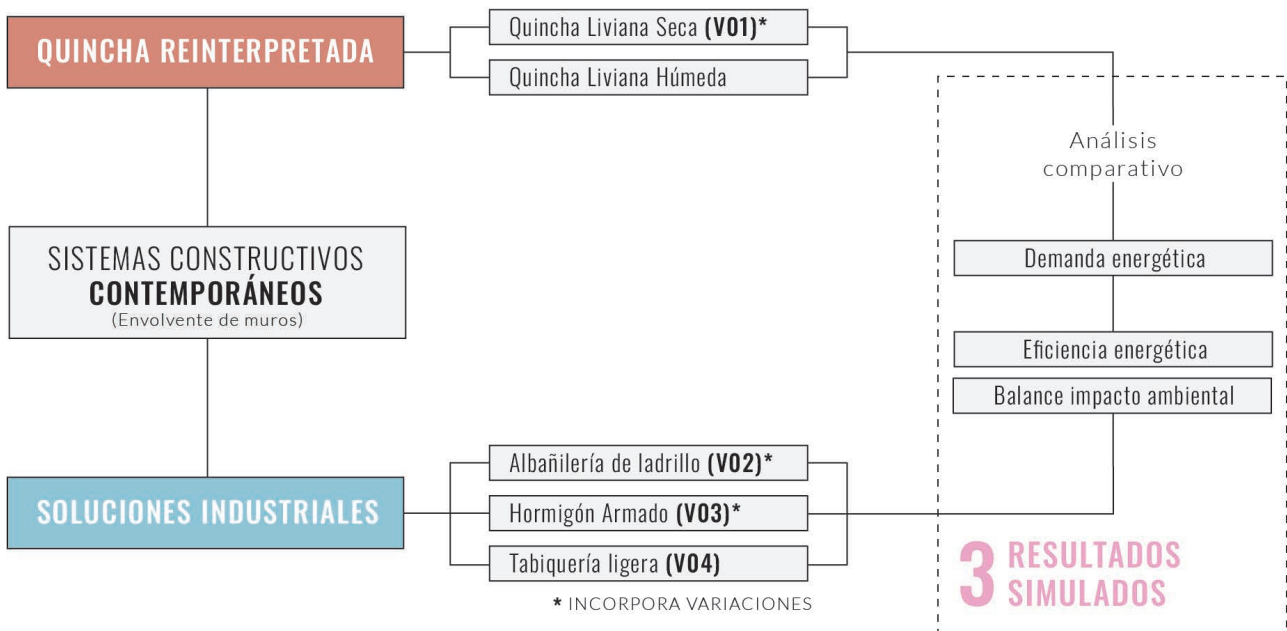 QUINCHA REINTERPRETADA
Quincha Liviana Seca (V01)*
Quincha Liviana Húmeda
SISTEMAS CONSTRUCTIVOS
CONTEMPORÁNEOS
(Envolvente de muros)
SOLUCIONES INDUSTRIALES
Albañilería de ladrillo (V02)*
Hormigón Armado (V03)*
Tabiquería ligera (V04)
* INCORPORA VARIACIONES
Análisis
comparativo
Demanda energética
Eficiencia energética
Balance impacto ambiental
3 RESULTADOS
SIMULADOS